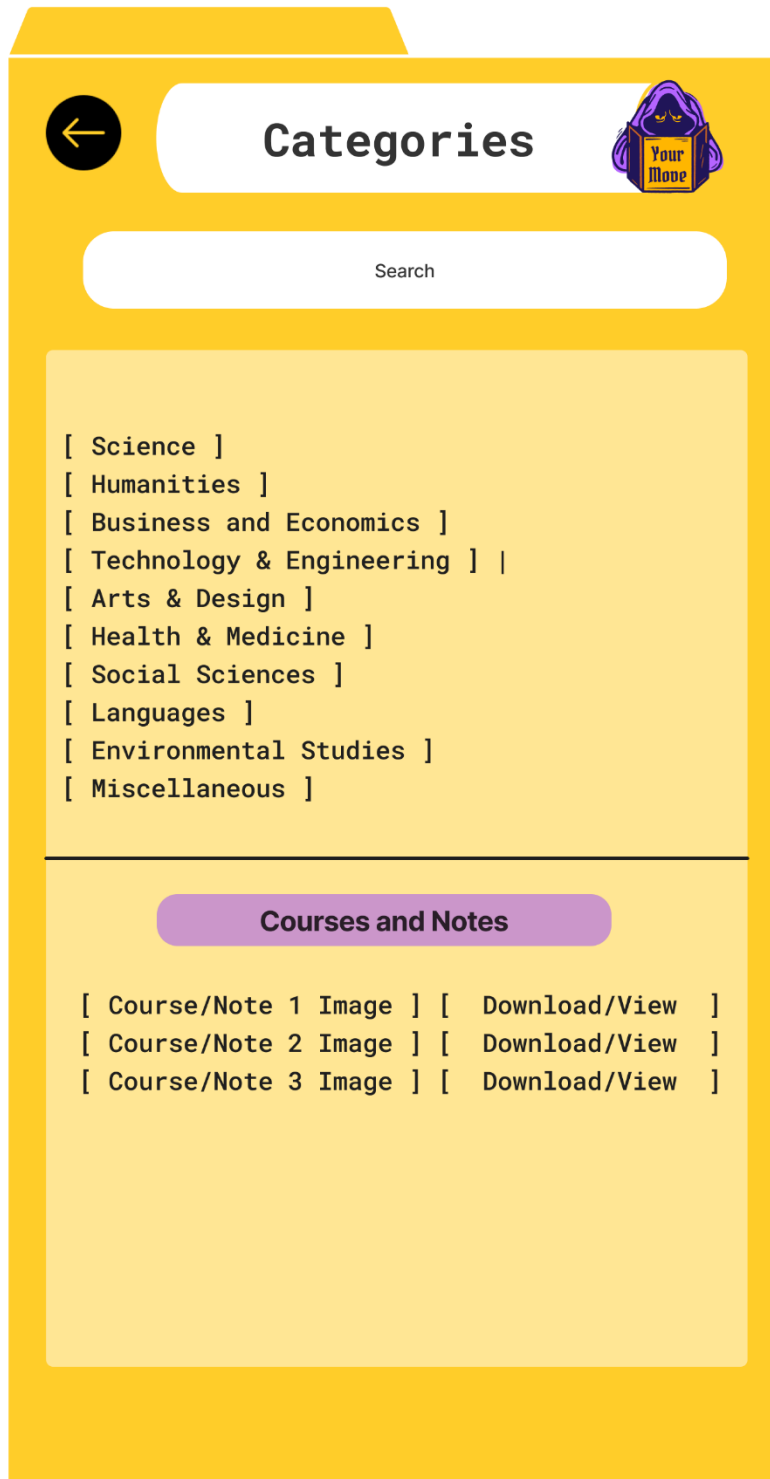 Categories
Your
Move
Search
[ Science ]
[ Humanities ]
[ Business and Economics ]
[ Technology & Engineering ] |
[ Arts & Design ]
[ Health & Medicine ]
[ Social Sciences ]
[ Languages ]
[ Environmental Studies ]
[ Miscellaneous ]
Courses and Notes
[ Course/Note 1 Image ] [ Download/View ]
[ Course/Note 2 Image ] [ Download/View ]
[ Course/Note 3 Image ] [ Download/View ]